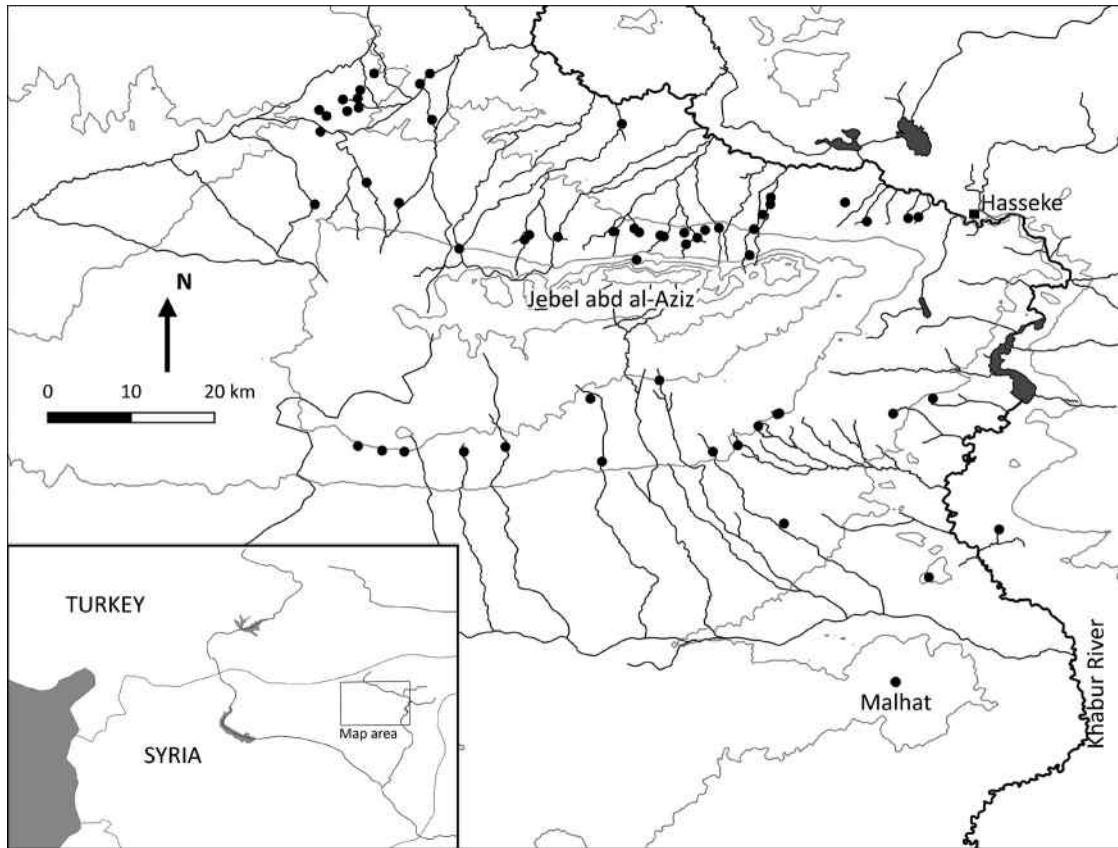 Hasseke
Jebel abd al-Aziz
N
0 10 20 km
TURKEY
SYRIA
Map area
Malhat
Khabur River